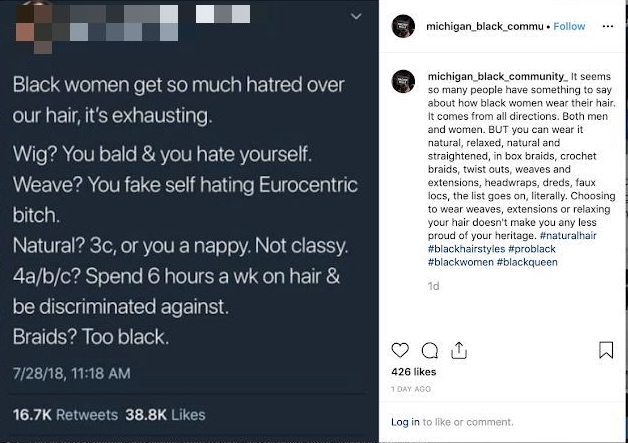 Black women get so much hatred over
our hair, it's exhausting.
Wig? You bald & you hate yourself.
Weave? You fake self hating Eurocentric
bitch.
Natural? 3c, or you a nappy. Not classy.
4a/b/c? Spend 6 hours a wk on hair &
be discriminated against.
Braids? Too black.
7/28/18, 11:18 AM
16.7K Retweets 38.8K Likes
michigan_black_commu • Follow
michigan_black_community_ It seems
so many people have something to say
about how black women wear their hair.
It comes from all directions. Both men
and women. BUT you can wear it
natural, relaxed, natural and
straightened, in box braids, crochet
braids, twist outs, weaves and
extensions, headwraps, dreds, faux
locs, the list goes on, literally. Choosing
to wear weaves, extensions or relaxing
your hair doesn't make you any less
proud of your heritage. #naturalhair
#blackhairstyles #problack
#blackwomen #blackqueen
1d
426 likes
1 DAY AGO
Log in to like or comment.